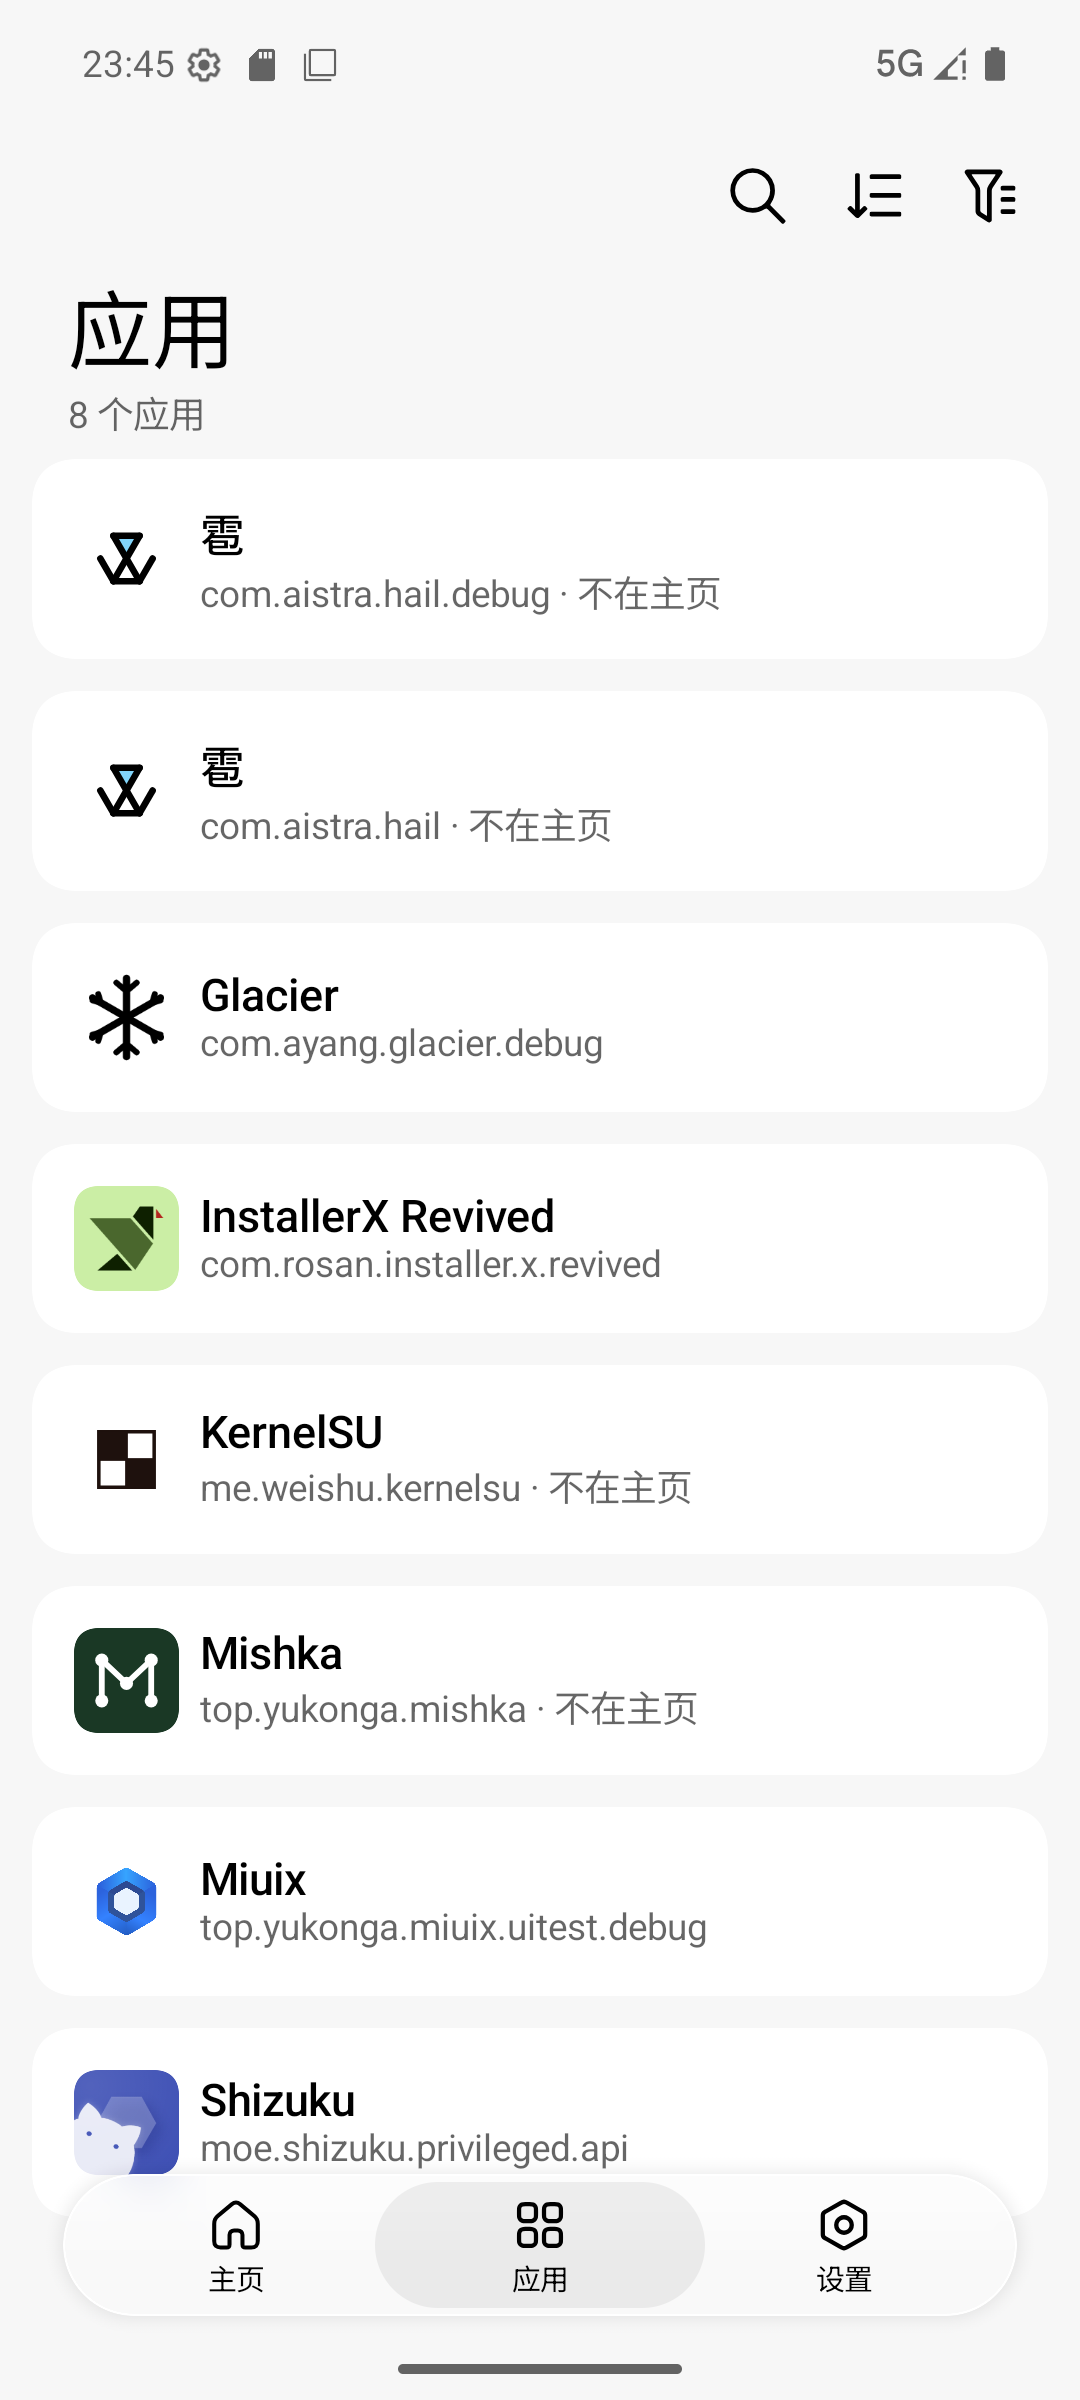 23:45
5G
应用
8 个应用
雹
com.aistra.hail.debug · 不在主页
雹
com.aistra.hail · 不在主页
Glacier
com.ayang.glacier.debug
InstallerX Revived
com.rosan.installer.x.revived
KernelSU
me.weishu.kernelsu · 不在主页
Mishka
top.yukonga.mishka · 不在主页
Miuix
top.yukonga.miuix.uitest.debug
Shizuku
moe.shizuku.privileged.api
主页
应用
设置